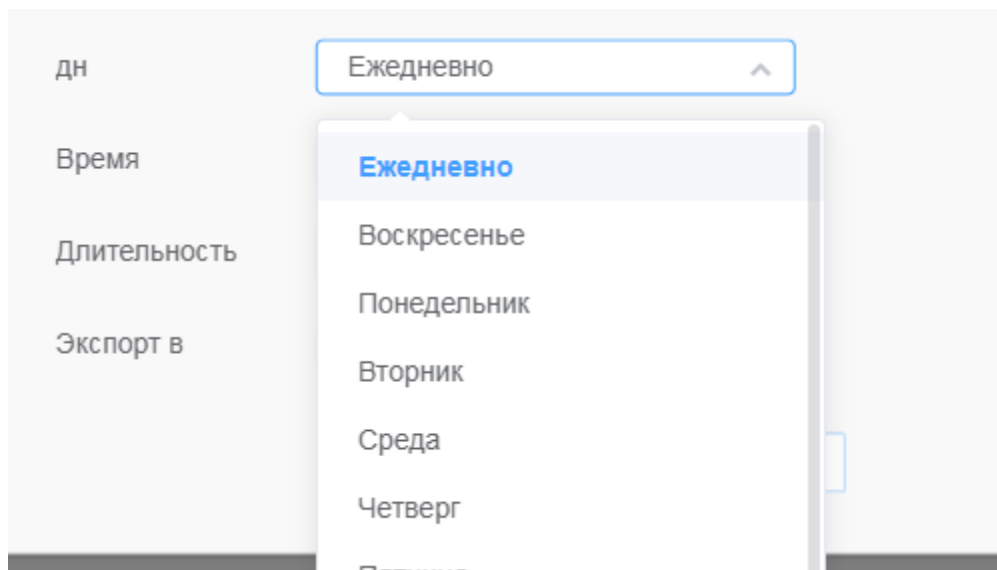 дн Ежедневно
Время
Ежедневно
Воскресенье
Длительность
Понедельник
Экспорт в
Вторник
Среда
Четверг